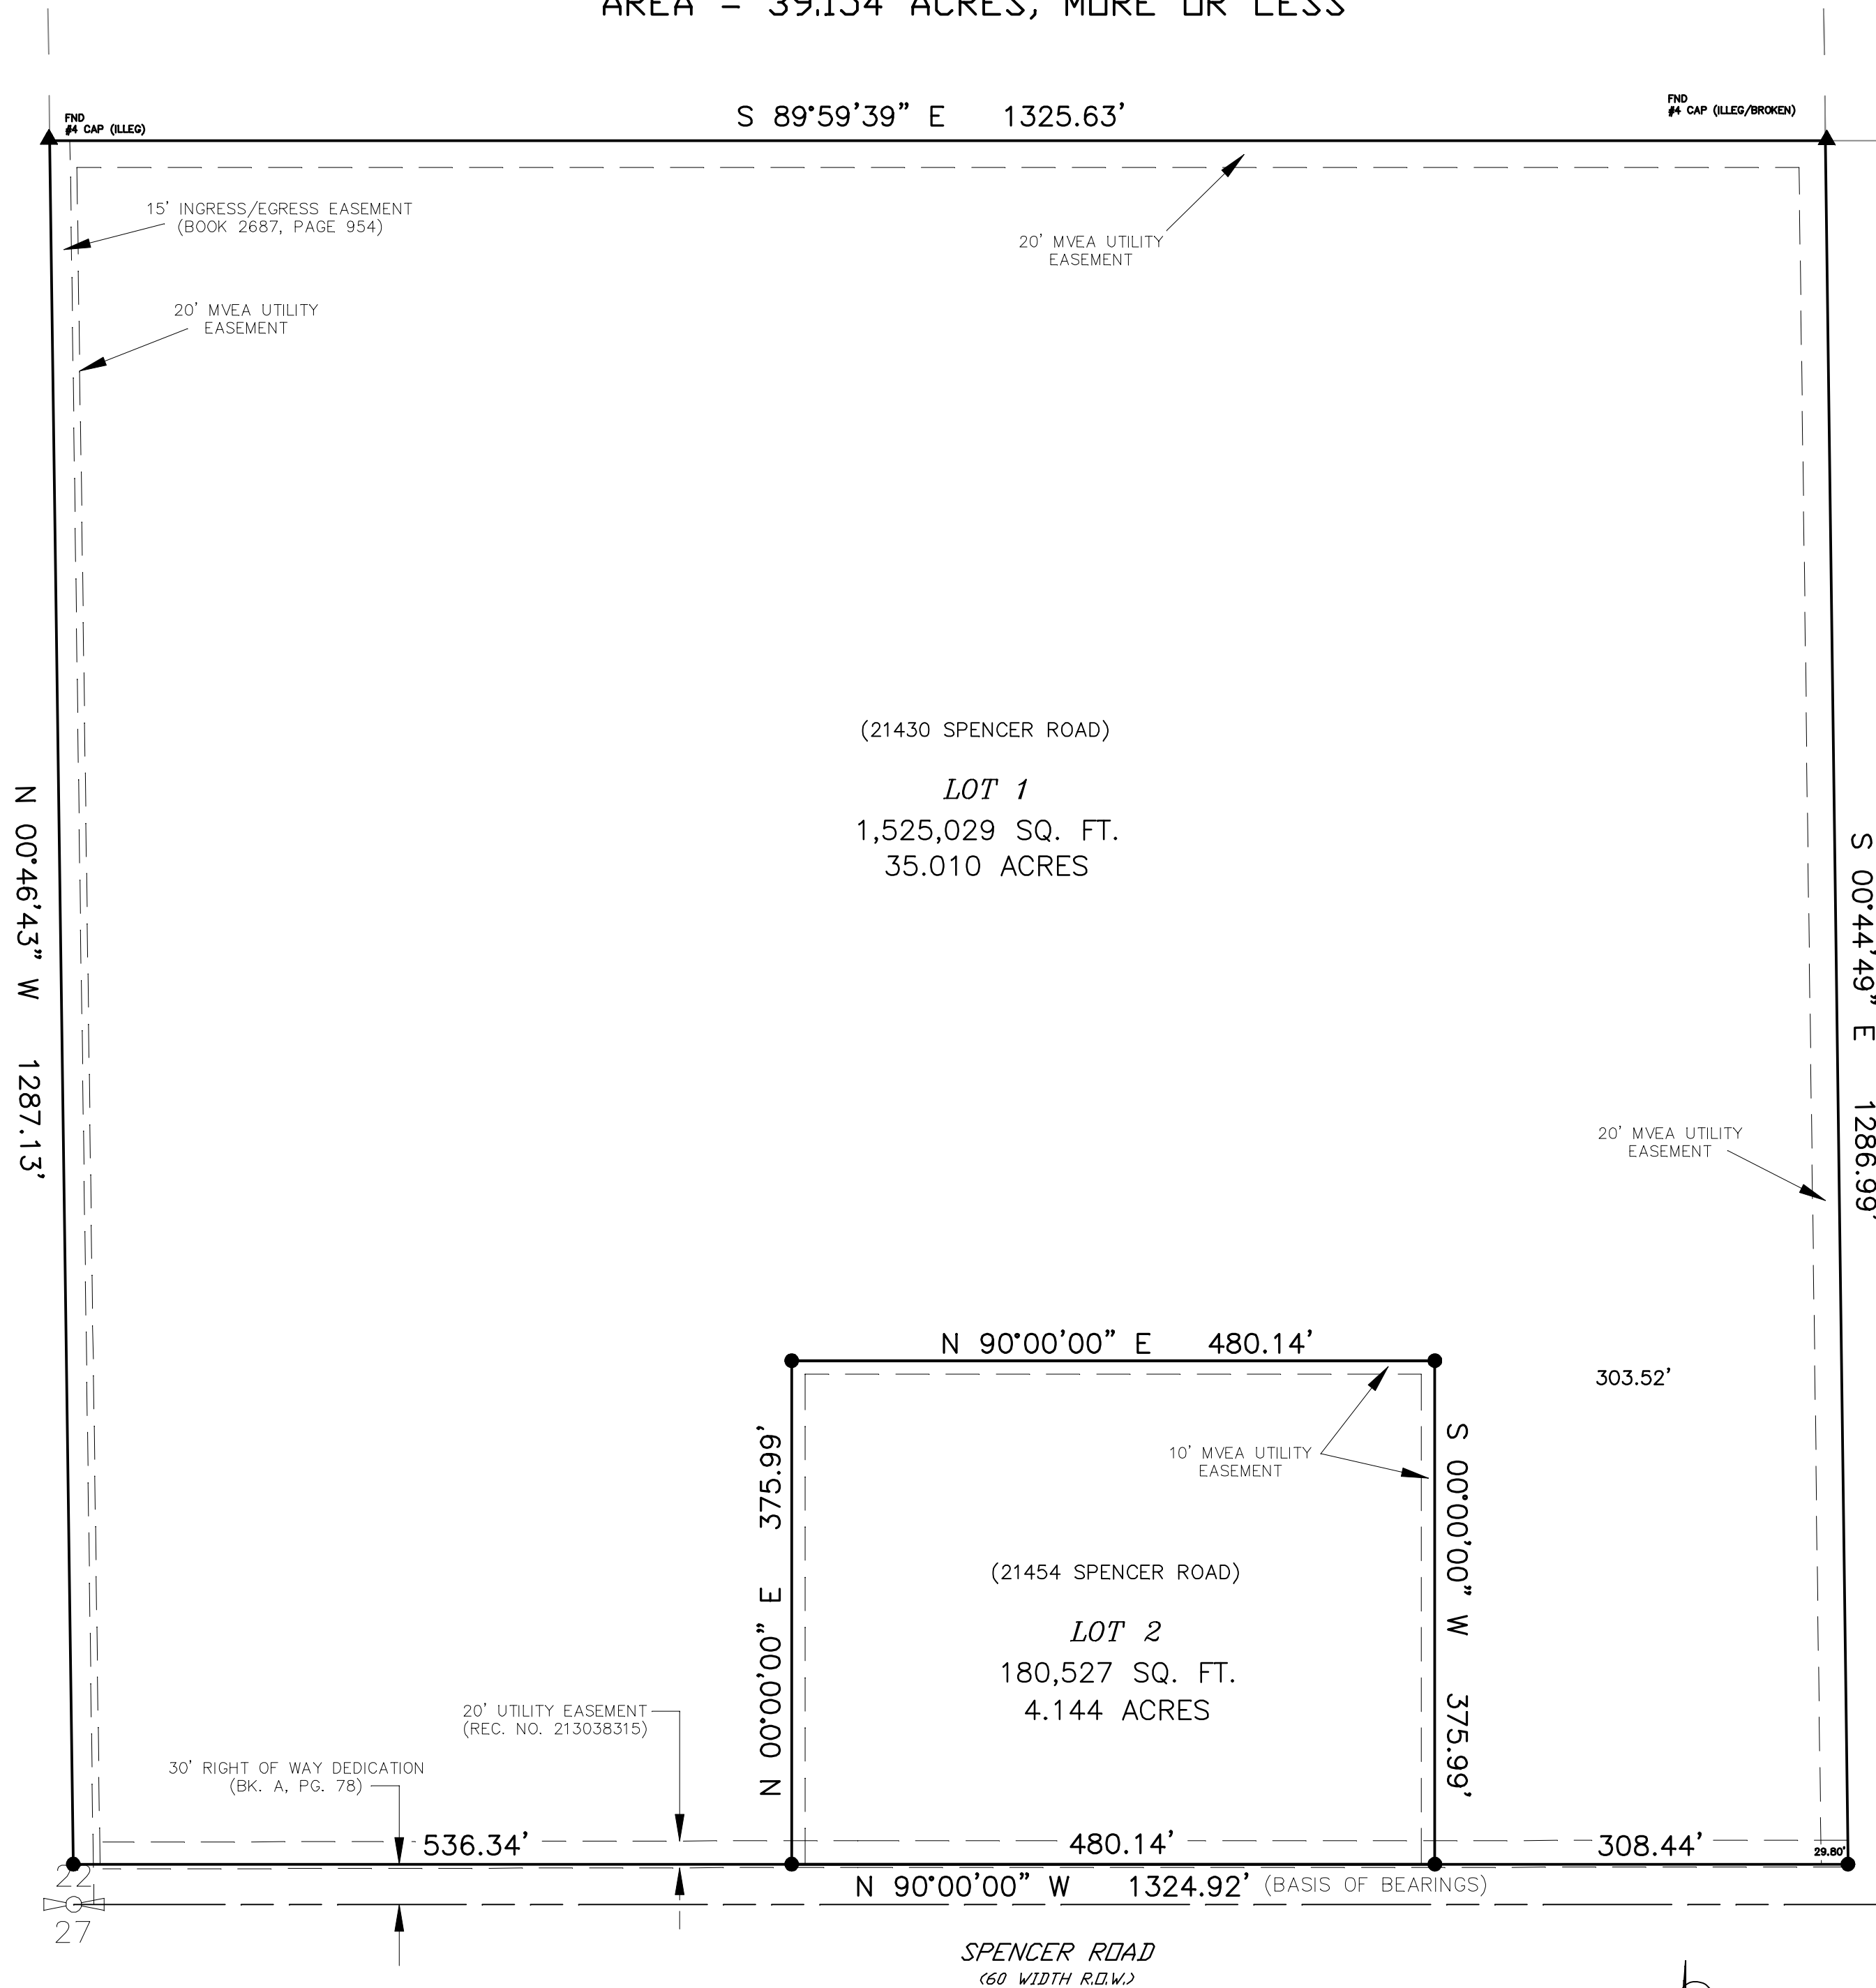 AREA = 39.154 ACRES, MORE OR LESS
FND
#4 CAP (ILLEG)
S 89°59'39" E 1325.63'
FND
#4 CAP (ILLEG/BROKEN)
15' INGRESS/EGRESS EASEMENT
(BOOK 2687, PAGE 954)
20' MVEA UTILITY
EASEMENT
20' MVEA UTILITY
EASEMENT
(21430 SPENCER ROAD)
LOT 1
1,525,029 SQ. FT.
35.010 ACRES
N 00°46'43" W 1287.13'
S 00°44'49" E 1286.99'
20' MVEA UTILITY
EASEMENT
N 90°00'00" E 480.14'
303.52'
N 00°00'00" E 375.99'
10' MVEA UTILITY
EASEMENT
S 00°00'00" W 375.99'
(21454 SPENCER ROAD)
LOT 2
180,527 SQ. FT.
4.144 ACRES
20' UTILITY EASEMENT
(REC. NO. 213038315)
30' RIGHT OF WAY DEDICATION
(BK. A, PG. 78)
536.34'
480.14'
308.44'
29.80'
22
N 90°00'00" W 1324.92' (BASIS OF BEARINGS)
27
SPENCER ROAD
(60 WIDTH R.O.W.)